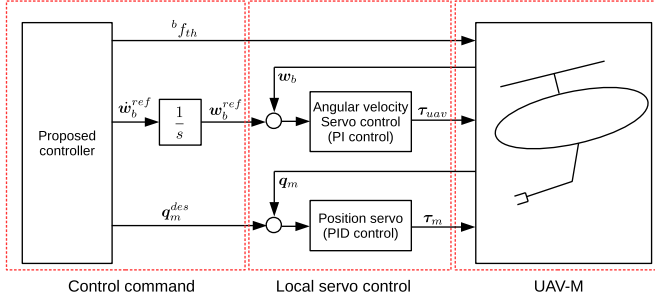 ᵇf_th
w_b
ẇ_b^ref
1/s
w_b^ref
Angular velocity
Servo control
(PI control)
τ_uav
Proposed
controller
q_m
q_m^des
Position servo
(PID control)
τ_m
Control command
Local servo control
UAV-M